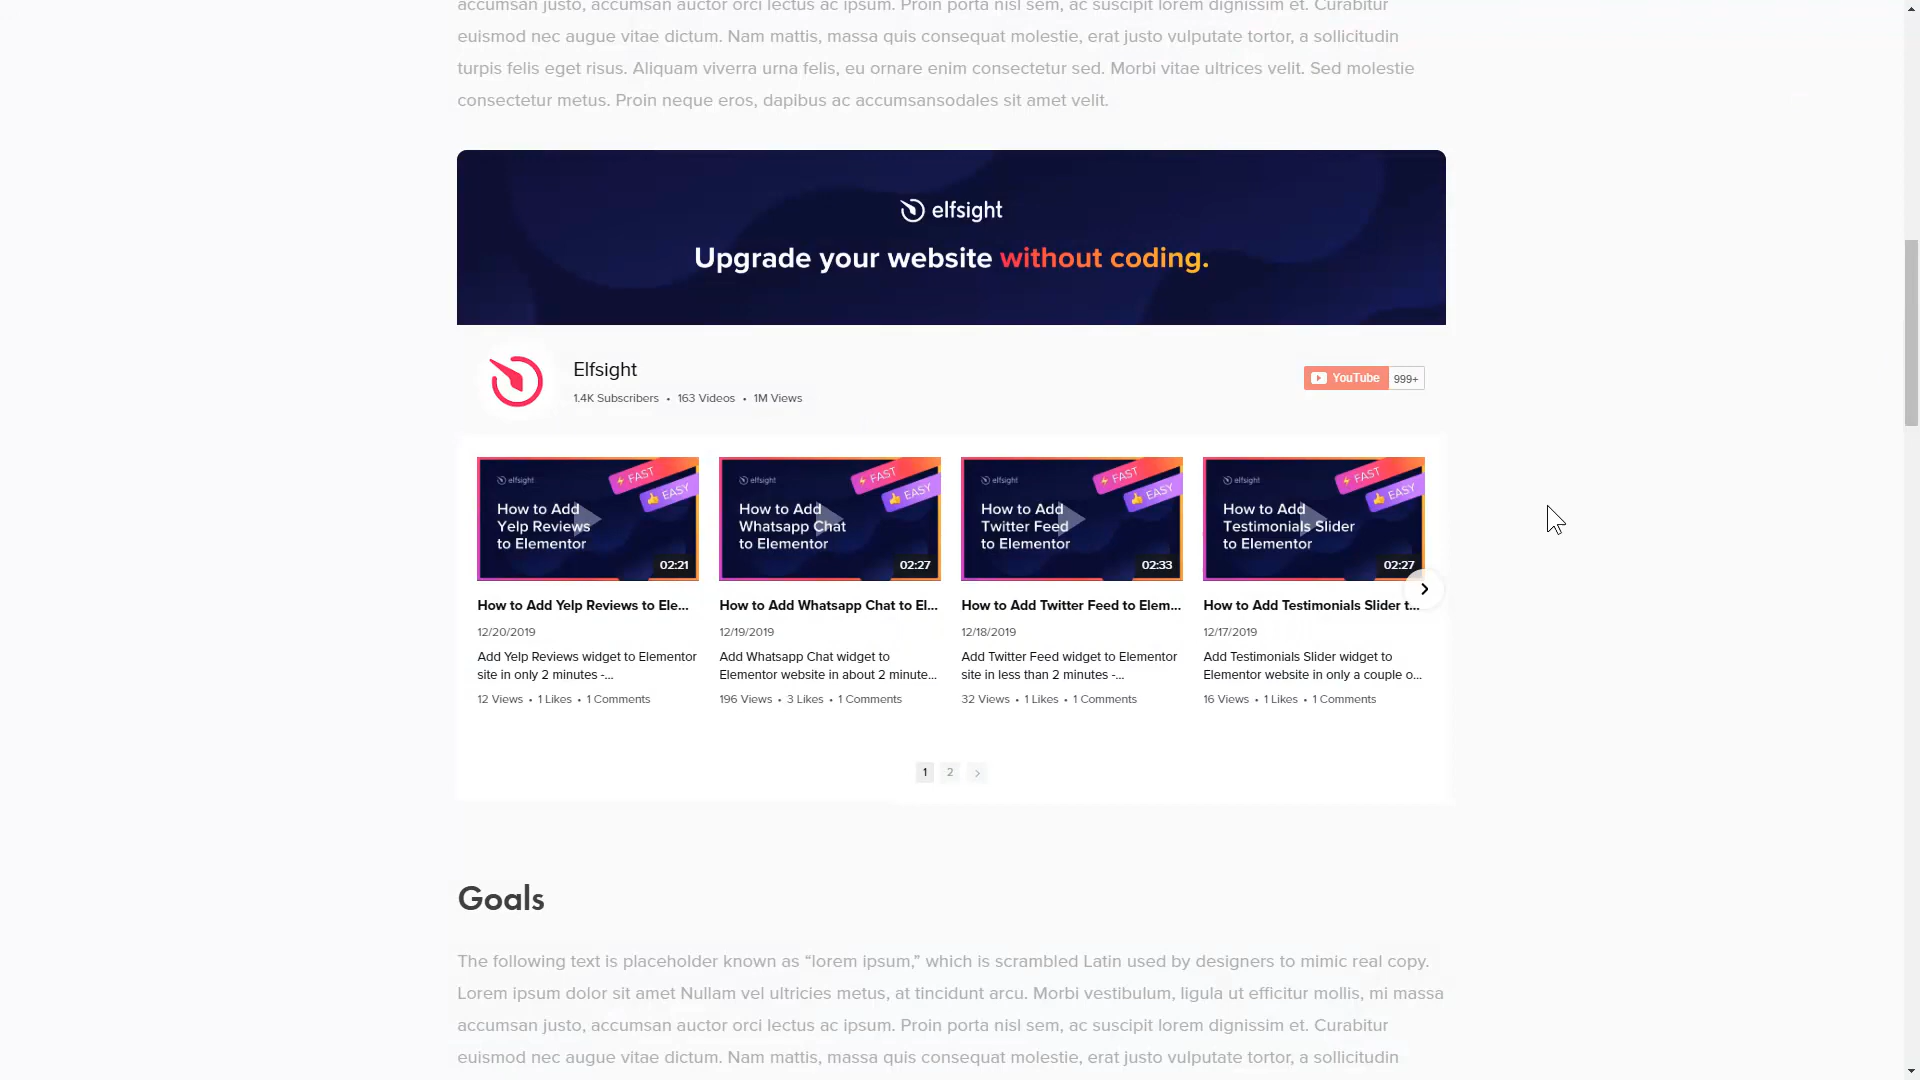 accumsan justo, accumsan auctor orci lectus ac ipsum. Proin porta nisl sem, ac suscipit lorem dignissim et. Curabitur
euismod nec augue vitae dictum. Nam mattis, massa quis consequat molestie, erat justo vulputate tortor, a sollicitudin
turpis felis eget risus. Aliquam viverra urna felis, eu ornare enim consectetur sed. Morbi vitae ultrices velit. Sed molestie
consectetur metus. Proin neque eros, dapibus ac accumsansodales sit amet velit.
elfsight
Upgrade your website without coding.
Elfsight
1.4K Subscribers • 163 Videos • 1M Views
YouTube 999+
elfsight
FAST
EASY
How to Add
Yelp Reviews
to Elementor
02:21
How to Add Yelp Reviews to Ele...
12/20/2019
Add Yelp Reviews widget to Elementor
site in only 2 minutes -...
12 Views • 1 Likes • 1 Comments
elfsight
FAST
EASY
How to Add
Whatsapp Chat
to Elementor
02:27
How to Add Whatsapp Chat to El...
12/19/2019
Add Whatsapp Chat widget to
Elementor website in about 2 minute...
196 Views • 3 Likes • 1 Comments
elfsight
FAST
EASY
How to Add
Twitter Feed
to Elementor
02:33
How to Add Twitter Feed to Elem...
12/18/2019
Add Twitter Feed widget to Elementor
site in less than 2 minutes -...
32 Views • 1 Likes • 1 Comments
elfsight
FAST
EASY
How to Add
Testimonials Slider
to Elementor
02:27
How to Add Testimonials Slider t...
12/17/2019
Add Testimonials Slider widget to
Elementor website in only a couple o...
16 Views • 1 Likes • 1 Comments
1 2
Goals
The following text is placeholder known as “lorem ipsum,” which is scrambled Latin used by designers to mimic real copy.
Lorem ipsum dolor sit amet Nullam vel ultricies metus, at tincidunt arcu. Morbi vestibulum, ligula ut efficitur mollis, mi massa
accumsan justo, accumsan auctor orci lectus ac ipsum. Proin porta nisl sem, ac suscipit lorem dignissim et. Curabitur
euismod nec augue vitae dictum. Nam mattis, massa quis consequat molestie, erat justo vulputate tortor, a sollicitudin